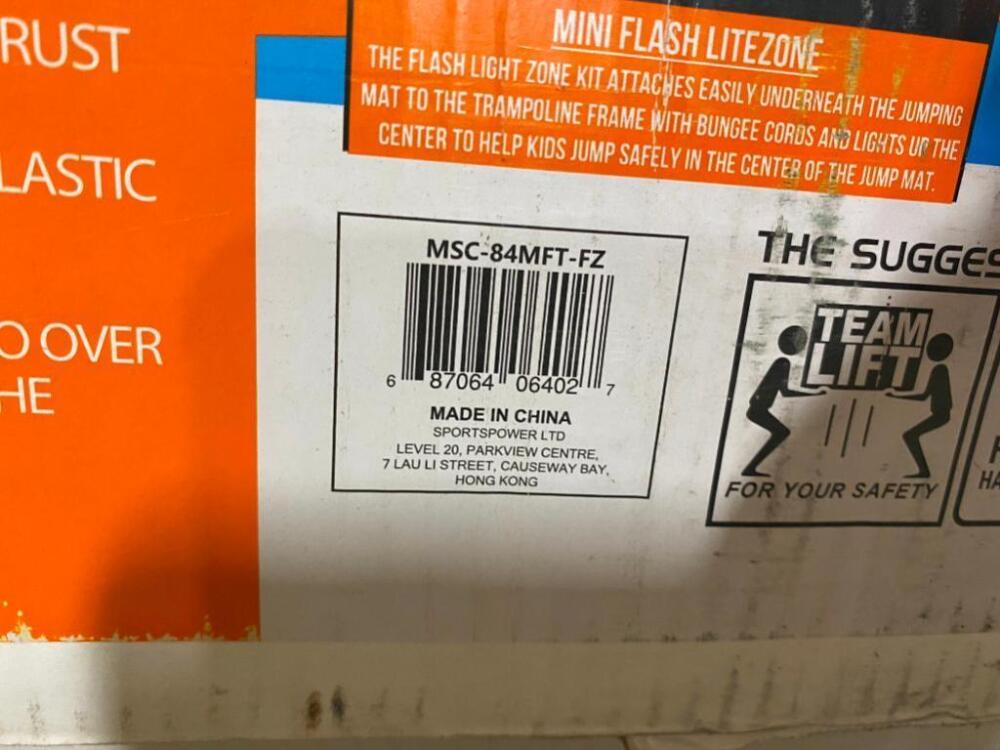 RUST
LASTIC
O OVER
HE
MINI FLASH LITEZONE
THE FLASH LIGHT ZONE KIT ATTACHES EASILY UNDERNEATH THE JUMPING
MAT TO THE TRAMPOLINE FRAME WITH BUNGEE CORDS AND LIGHTS UP THE
CENTER TO HELP KIDS JUMP SAFELY IN THE CENTER OF THE JUMP MAT.
MSC-84MFT-FZ
6 87064 06402 7
MADE IN CHINA
SPORTSPOWER LTD
LEVEL 20, PARKVIEW CENTRE,
7 LAU LI STREET, CAUSEWAY BAY,
HONG KONG
THE SUGGES
TEAM
LIFT
FOR YOUR SAFETY
HA